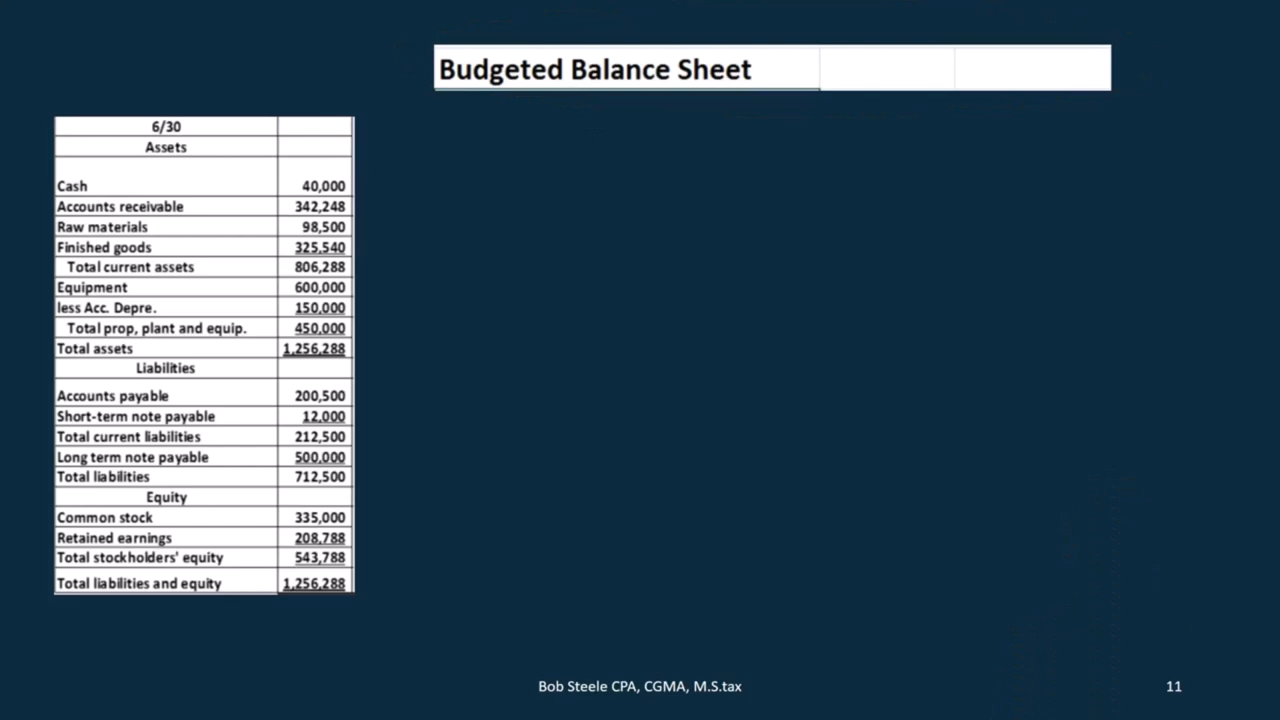 Budgeted Balance Sheet
6/30
Assets
Cash 40,000
Accounts receivable 342,248
Raw materials 98,500
Finished goods 325,540
Total current assets 806,288
Equipment 600,000
less Acc. Depre. 150,000
Total prop, plant and equip. 450,000
Total assets 1,256,288
Liabilities
Accounts payable 200,500
Short-term note payable 12,000
Total current liabilities 212,500
Long term note payable 500,000
Total liabilities 712,500
Equity
Common stock 335,000
Retained earnings 208,788
Total stockholders' equity 543,788
Total liabilities and equity 1,256,288
Bob Steele CPA, CGMA, M.S.tax 11